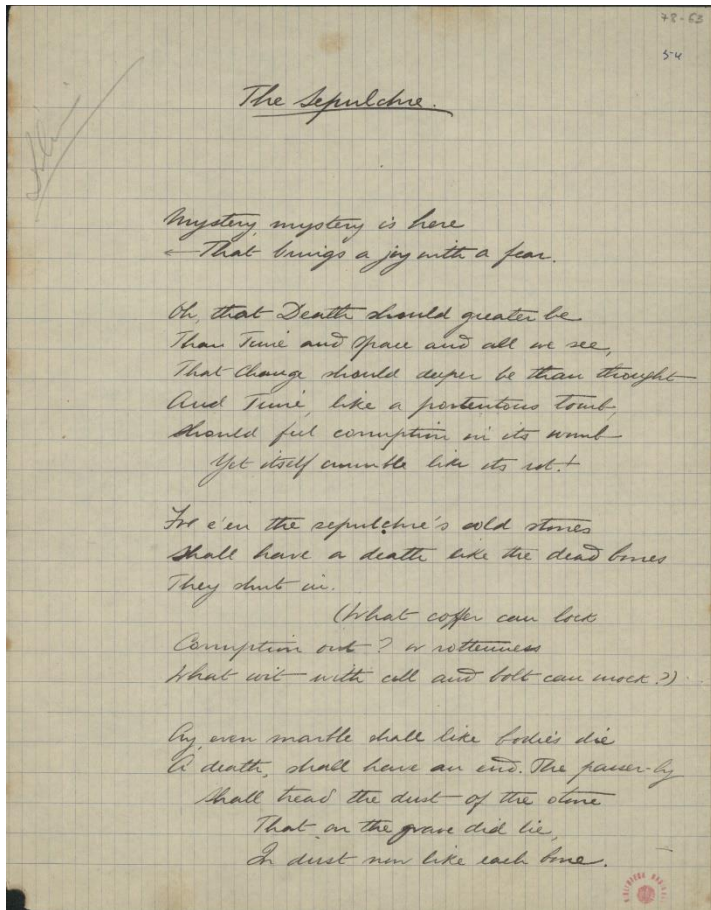 78-53
54
The Sepulchre.
Mystery, mystery is here
That brings a joy with a fear.
Oh, that Death should greater be
Than Time and Space and all we see,
That Change should deeper be than thought
And Time, like a portentous tomb,
Should feel corruption in its womb
Yet itself crumble like its rot!
For e'en the sepulchre's cold stones
Shall have a death like the dead bones
They shut in.
(What coffer can lock
Corruption out? or rottenness
What wit with cell and bolt can mock?)
Ay, even marble shall like bodies die
A death, shall have an end. The passer-by
Shall tread the dust of the stone
That on the grave did lie,
In dust now like each bone.